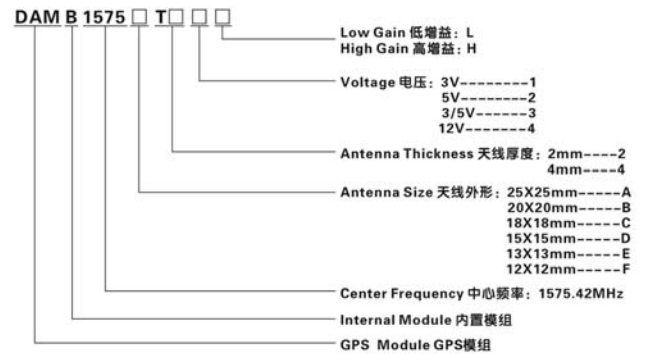 DAM B 1575 □ T□ □ □
Low Gain 低增益: L
High Gain 高增益: H
Voltage 电压: 3V--------1
5V--------2
3/5V------3
12V-------4
Antenna Thickness 天线厚度: 2mm----2
4mm----4
Antenna Size 天线外形: 25X25mm-----A
20X20mm-----B
18X18mm-----C
15X15mm-----D
13X13mm-----E
12X12mm-----F
Center Frequency 中心频率: 1575.42MHz
Internal Module 内置模组
GPS Module GPS模组